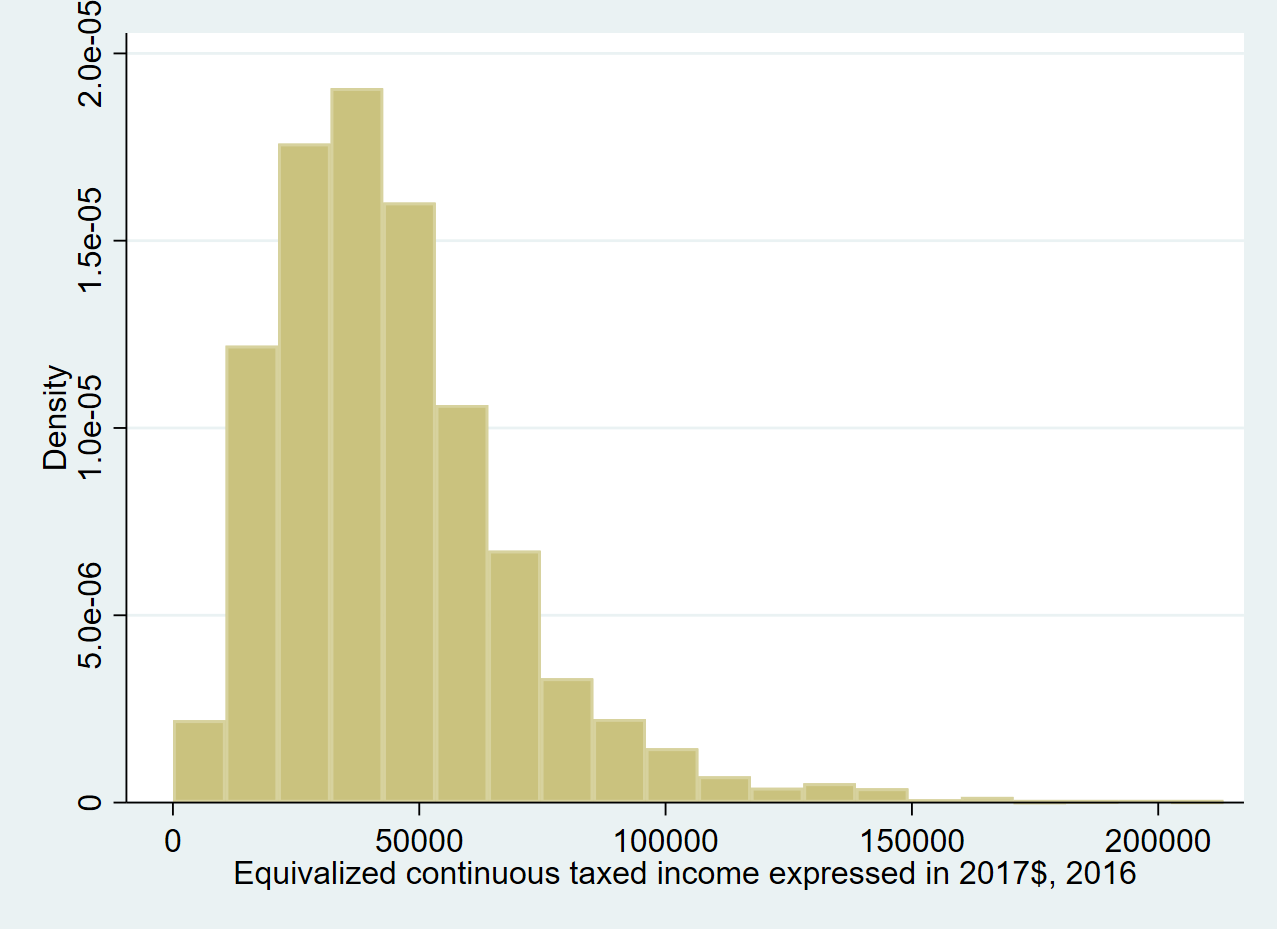 Density
2.0e-05
1.5e-05
1.0e-05
5.0e-06
0
0 50000 100000 150000 200000
Equivalized continuous taxed income expressed in 2017$, 2016